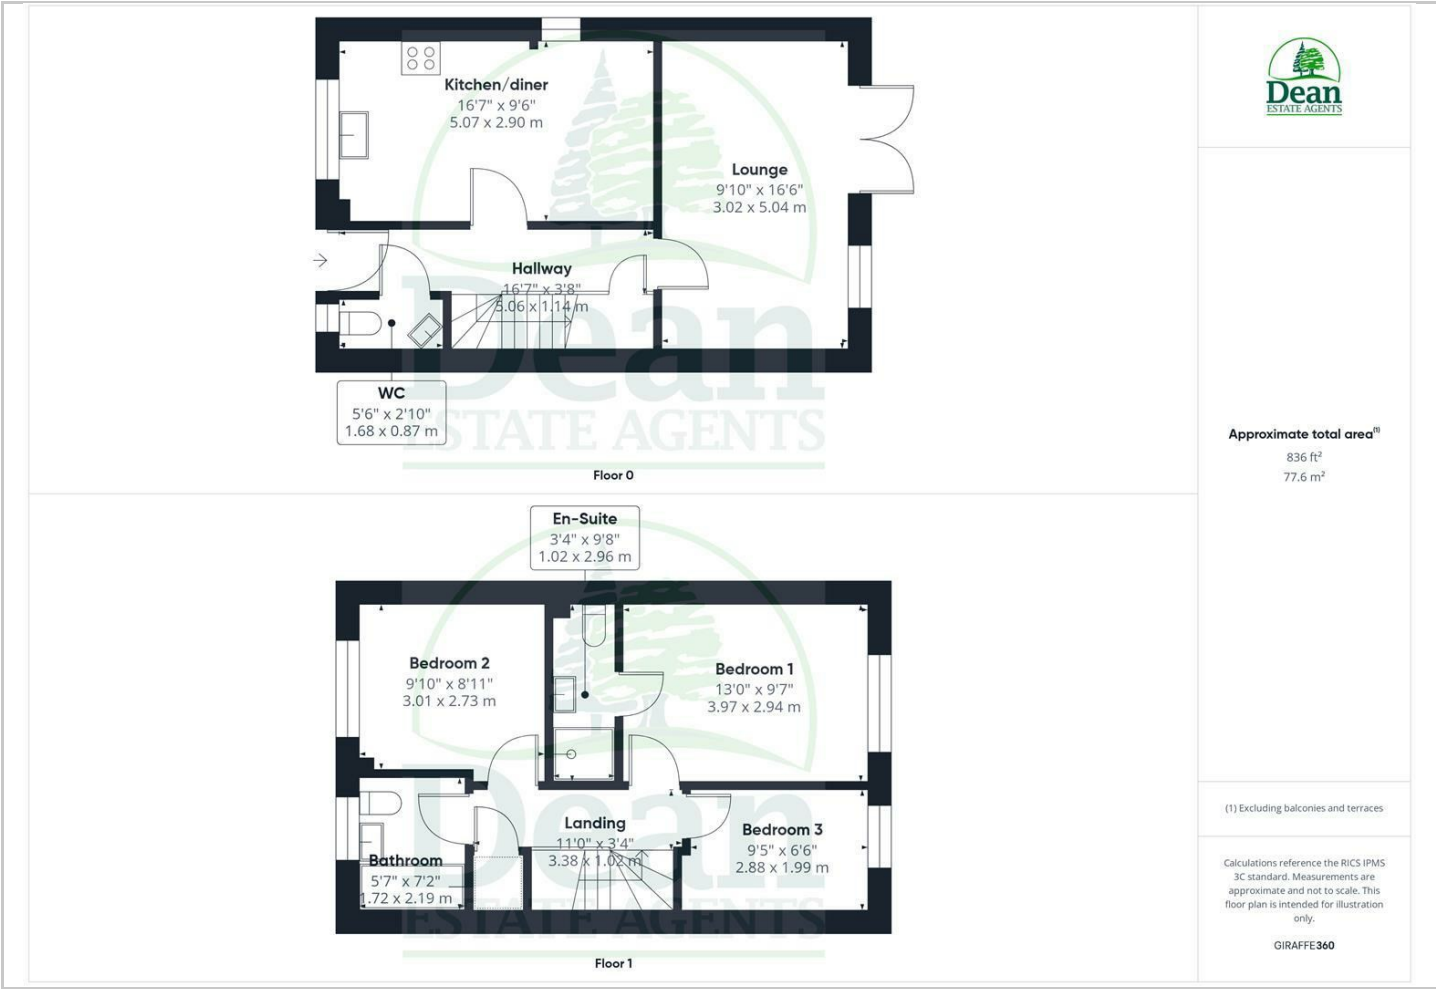 Kitchen/diner
16'7" x 9'6"
5.07 x 2.90 m
Lounge
9'10" x 16'6"
3.02 x 5.04 m
Hallway
16'7" x 3'8"
5.06 x 1.14 m
WC
5'6" x 2'10"
1.68 x 0.87 m
Dean
ESTATE AGENTS
Floor 0
En-Suite
3'4" x 9'8"
1.02 x 2.96 m
Bedroom 2
9'10" x 8'11"
3.01 x 2.73 m
Bedroom 1
13'0" x 9'7"
3.97 x 2.94 m
Landing
11'0" x 3'4"
3.38 x 1.02 m
Bedroom 3
9'5" x 6'6"
2.88 x 1.99 m
Bathroom
5'7" x 7'2"
1.72 x 2.19 m
Dean
ESTATE AGENTS
Floor 1
Dean
ESTATE AGENTS
Approximate total area(1)
836 ft²
77.6 m²
(1) Excluding balconies and terraces
Calculations reference the RICS IPMS
3C standard. Measurements are
approximate and not to scale. This
floor plan is intended for illustration
only.
GIRAFFE360